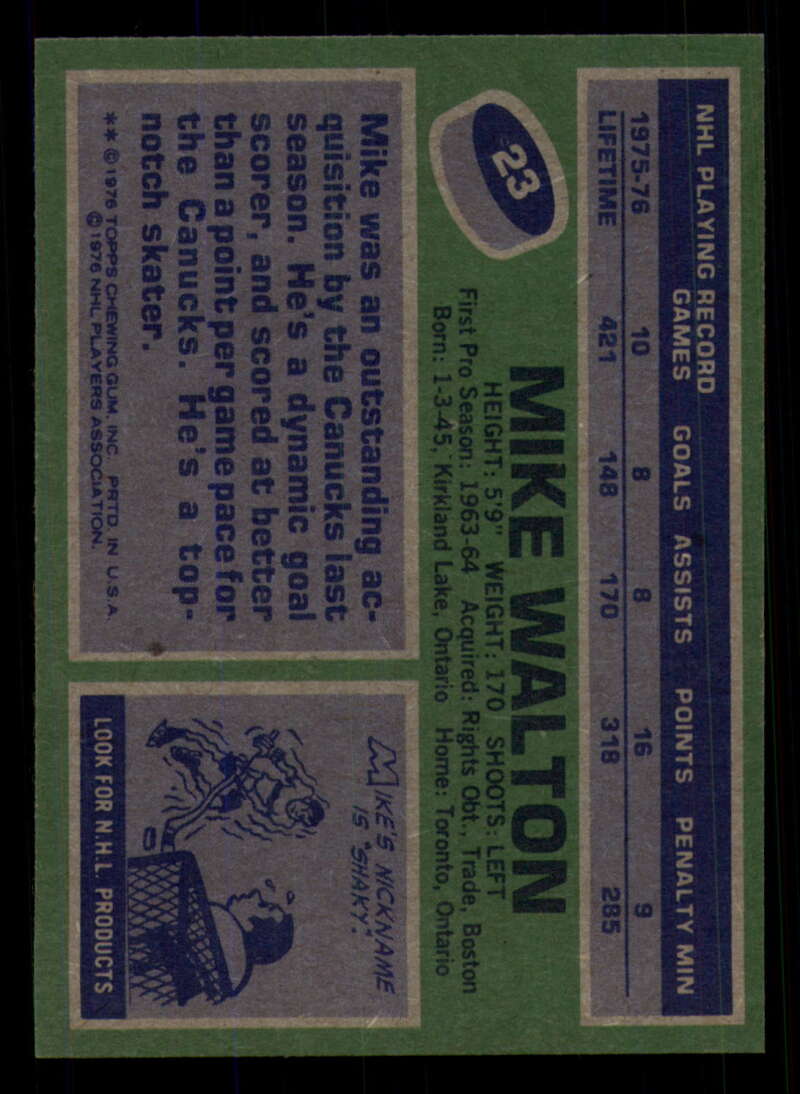 NHL PLAYING RECORD
GAMES GOALS ASSISTS POINTS PENALTY MIN
1975-76 10 8 8 16 9
LIFETIME 421 148 170 318 285
23
MIKE WALTON
HEIGHT: 5'9" WEIGHT: 170 SHOOTS: LEFT
First Pro Season: 1963-64 Acquired: Rights Obt., Trade, Boston
Born: 1-3-45, Kirkland Lake, Ontario Home: Toronto, Ontario
Mike was an outstanding ac-
quisition by the Canucks last
season. He's a dynamic goal
scorer, and scored at better
than a point per game pace for
the Canucks. He's a top-
notch skater.
** © 1976 TOPPS CHEWING GUM, INC. PRTD. IN U.S.A.
© 1976 NHL PLAYERS ASSOCIATION.
MIKE'S NICKNAME
IS "SHAKY."
LOOK FOR N.H.L. PRODUCTS